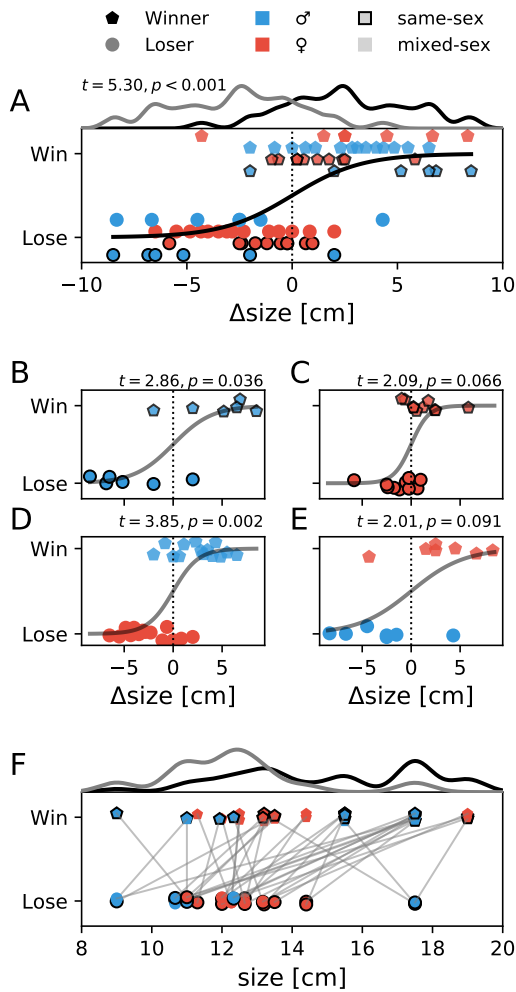 Winner ♂ same-sex
Loser ♀ mixed-sex
A
t = 5.30, p < 0.001
Win
Lose
−10 −5 0 5 10
Δsize [cm]
B
t = 2.86, p = 0.036
Win
Lose
C
t = 2.09, p = 0.066
D
t = 3.85, p = 0.002
Win
Lose
−5 0 5
Δsize [cm]
E
t = 2.01, p = 0.091
−5 0 5
Δsize [cm]
F
Win
Lose
8 10 12 14 16 18 20
size [cm]